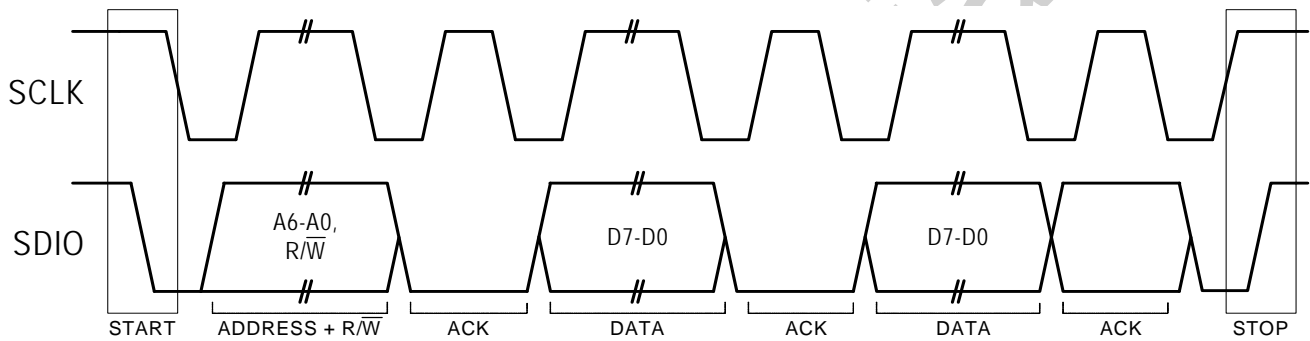 SCLK
SDIO
A6-A0,
R/W̅
D7-D0
D7-D0
START
ADDRESS + R/W̅
ACK
DATA
ACK
DATA
ACK
STOP